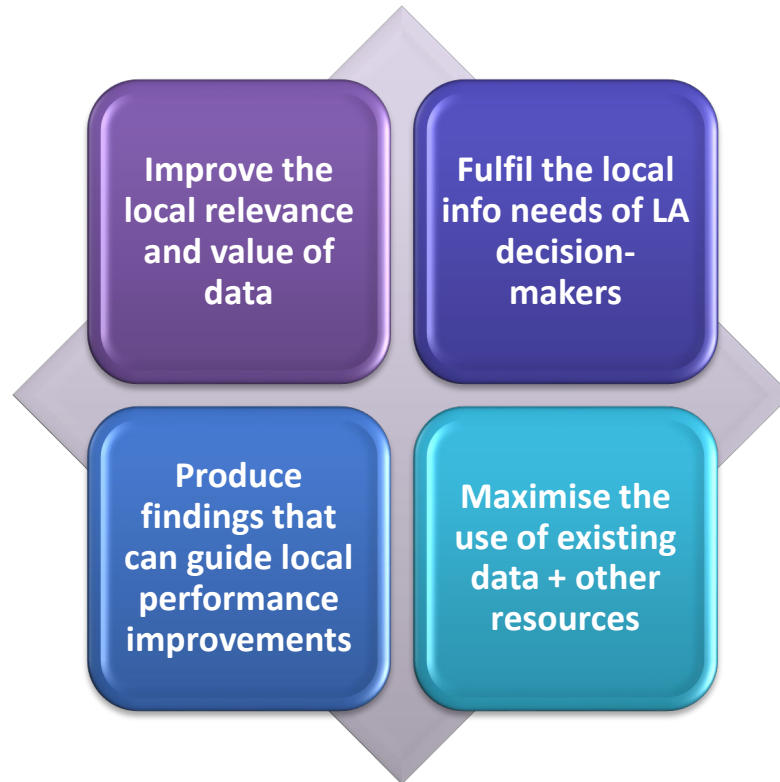 Improve the
local relevance
and value of
data
Fulfil the local
info needs of LA
decision-
makers
Produce
findings that
can guide local
performance
improvements
Maximise the
use of existing
data + other
resources